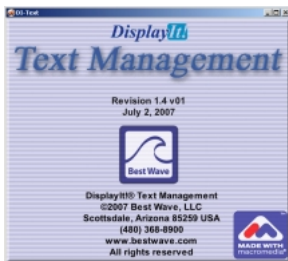 DI-Text
DisplayIt!
Text Management
Revision 1.4 v01
July 2, 2007
Best Wave
DisplayIt!® Text Management
©2007 Best Wave, LLC
Scottsdale, Arizona 85259 USA
(480) 368-8900
www.bestwave.com
All rights reserved
MADE WITH
macromedia®